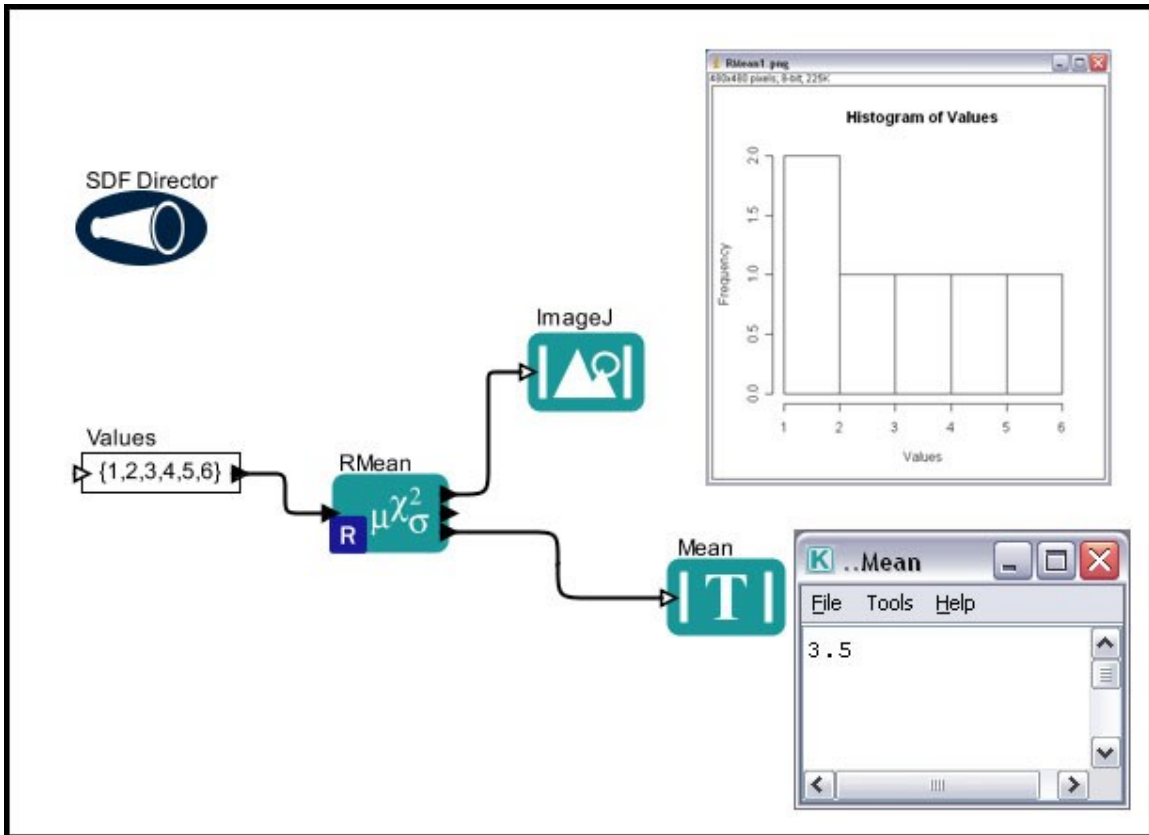 SDF Director
Values
{1,2,3,4,5,6}
RMean
R
μχ²σ
ImageJ
Mean
T
RMean1.png
480x480 pixels; 8-bit; 225K
Histogram of Values
Frequency
0.0
0.5
1.0
1.5
2.0
1 2 3 4 5 6
Values
K ..Mean
File Tools Help
3.5